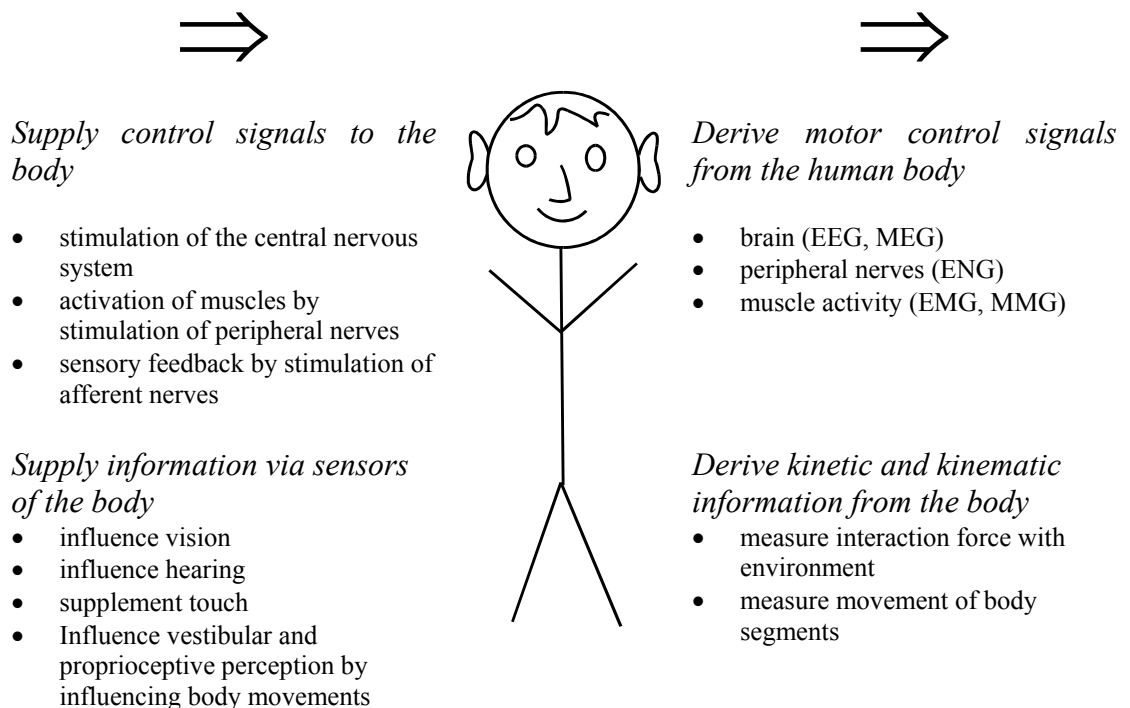 Supply control signals to the
body
• stimulation of the central nervous
system
• activation of muscles by
stimulation of peripheral nerves
• sensory feedback by stimulation of
afferent nerves
Supply information via sensors
of the body
• influence vision
• influence hearing
• supplement touch
• Influence vestibular and
proprioceptive perception by
influencing body movements
Derive motor control signals
from the human body
• brain (EEG, MEG)
• peripheral nerves (ENG)
• muscle activity (EMG, MMG)
Derive kinetic and kinematic
information from the body
• measure interaction force with
environment
• measure movement of body
segments